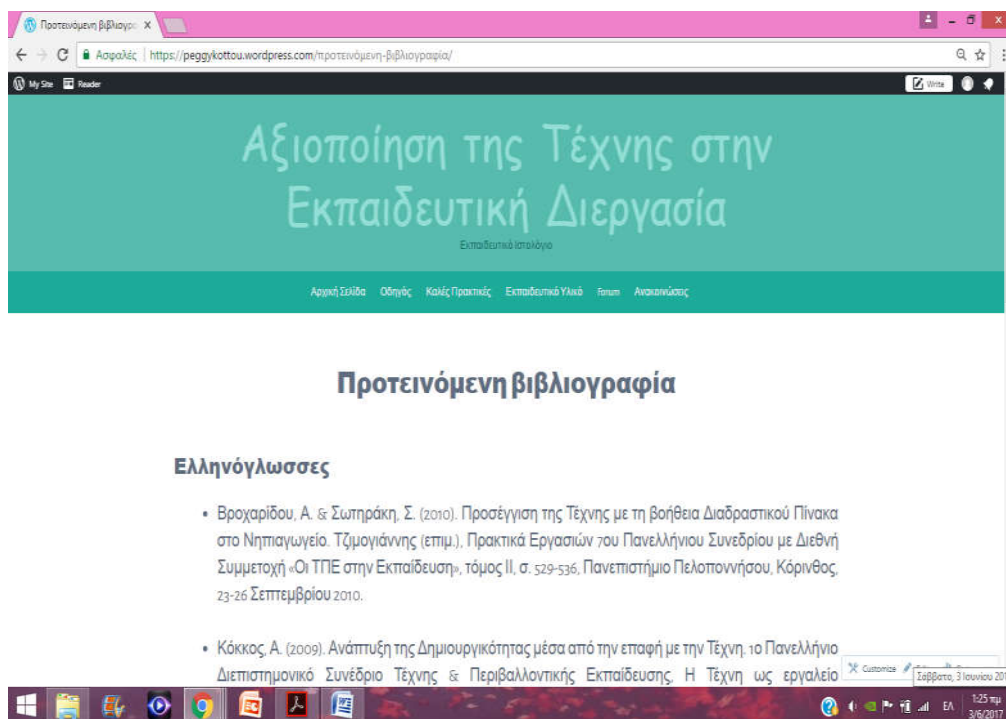 Προτεινόμενη βιβλιογρα
Ασφαλές | https://peggykottou.wordpress.com/προτεινόμενη-βιβλιογραφία/
My Site Reader Write
Αξιοποίηση της Τέχνης στην
Εκπαιδευτική Διεργασία
Εκπαιδευτικό Ιστολόγιο
Αρχική Σελίδα Οδηγός Καλές Πρακτικές Εκπαιδευτικό Υλικό Forum Ανακοινώσεις
Προτεινόμενη βιβλιογραφία
Ελληνόγλωσσες
• Βροχαρίδου, Α. & Σωτηράκη, Σ. (2010). Προσέγγιση της Τέχνης με τη βοήθεια Διαδραστικού Πίνακα
στο Νηπιαγωγείο. Τζιμογιάννης (επιμ.), Πρακτικά Εργασιών 7ου Πανελλήνιου Συνεδρίου με Διεθνή
Συμμετοχή «Οι ΤΠΕ στην Εκπαίδευση», τόμος ΙΙ, σ. 529-536, Πανεπιστήμιο Πελοποννήσου, Κόρινθος,
23-26 Σεπτεμβρίου 2010.
• Κόκκος, Α. (2009). Ανάπτυξη της Δημιουργικότητας μέσα από την επαφή με την Τέχνη. 1ο Πανελλήνιο
Διεπιστημονικό Συνέδριο Τέχνης & Περιβαλλοντικής Εκπαίδευσης, Η Τέχνη ως εργαλείο
Customize
Σάββατο, 3 Ιουνίου 201
ΕΛ 1:25 πμ
3/6/2017